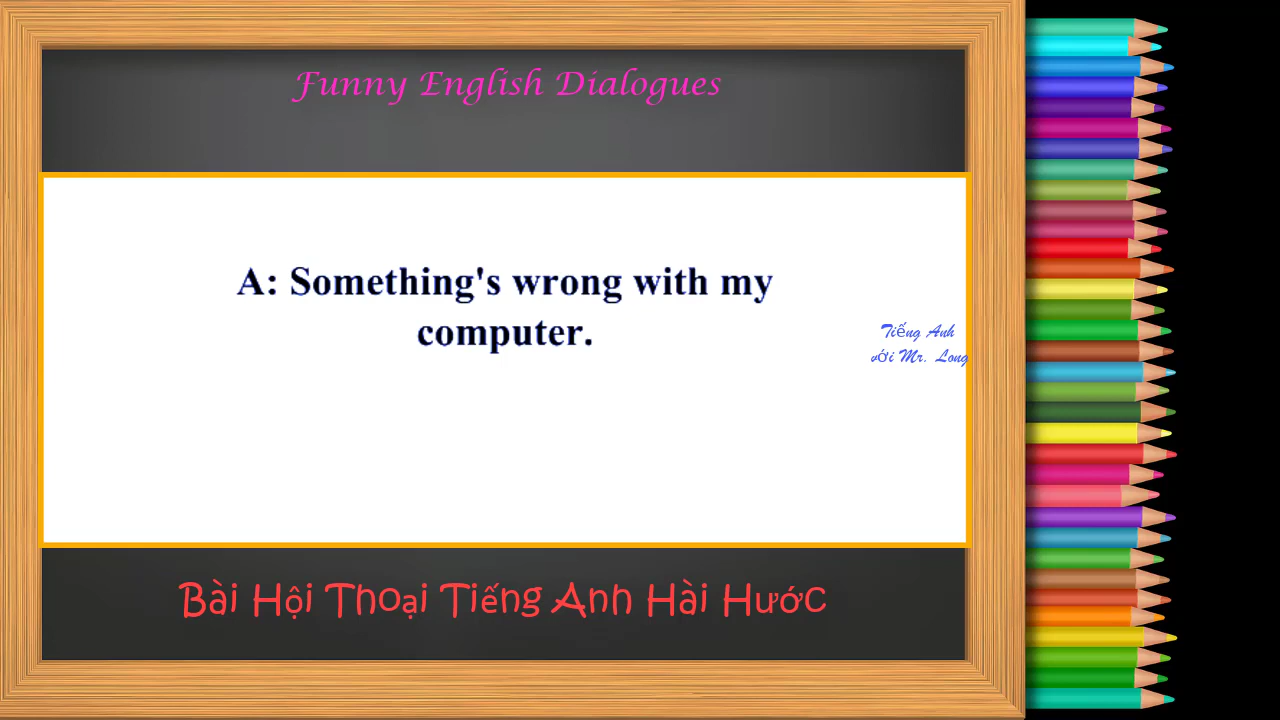 Funny English Dialogues
A: Something's wrong with my
computer.
Tiếng Anh
với Mr. Long
Bài Hội Thoại Tiếng Anh Hài Hước